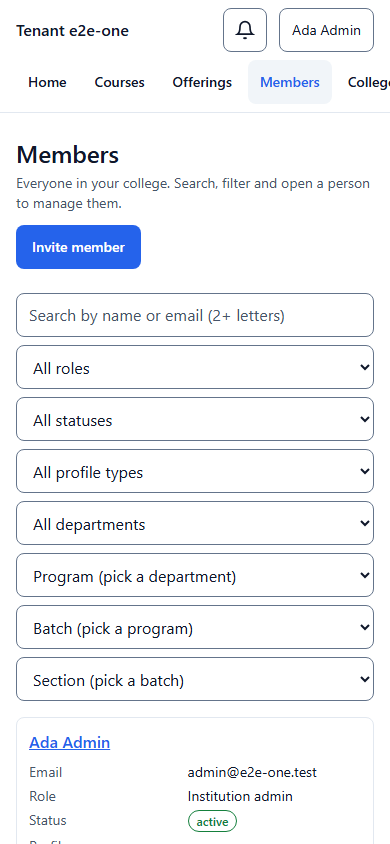 Tenant e2e-one
Ada Admin
Home Courses Offerings Members
Members
Everyone in your college. Search, filter and open a person
to manage them.
Invite member
Search by name or email (2+ letters)
All roles
All statuses
All profile types
All departments
Program (pick a department)
Batch (pick a program)
Section (pick a batch)
Ada Admin
Email admin@e2e-one.test
Role Institution admin
Status active